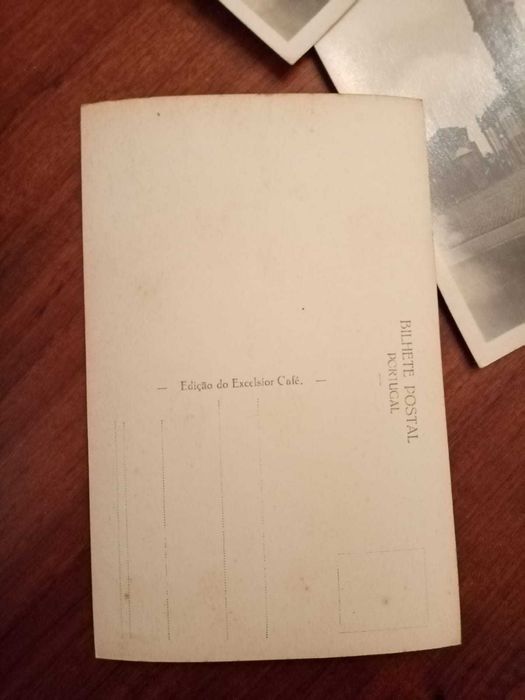 BILHETE POSTAL
PORTUGAL
— Edição do Excelsior Café. —